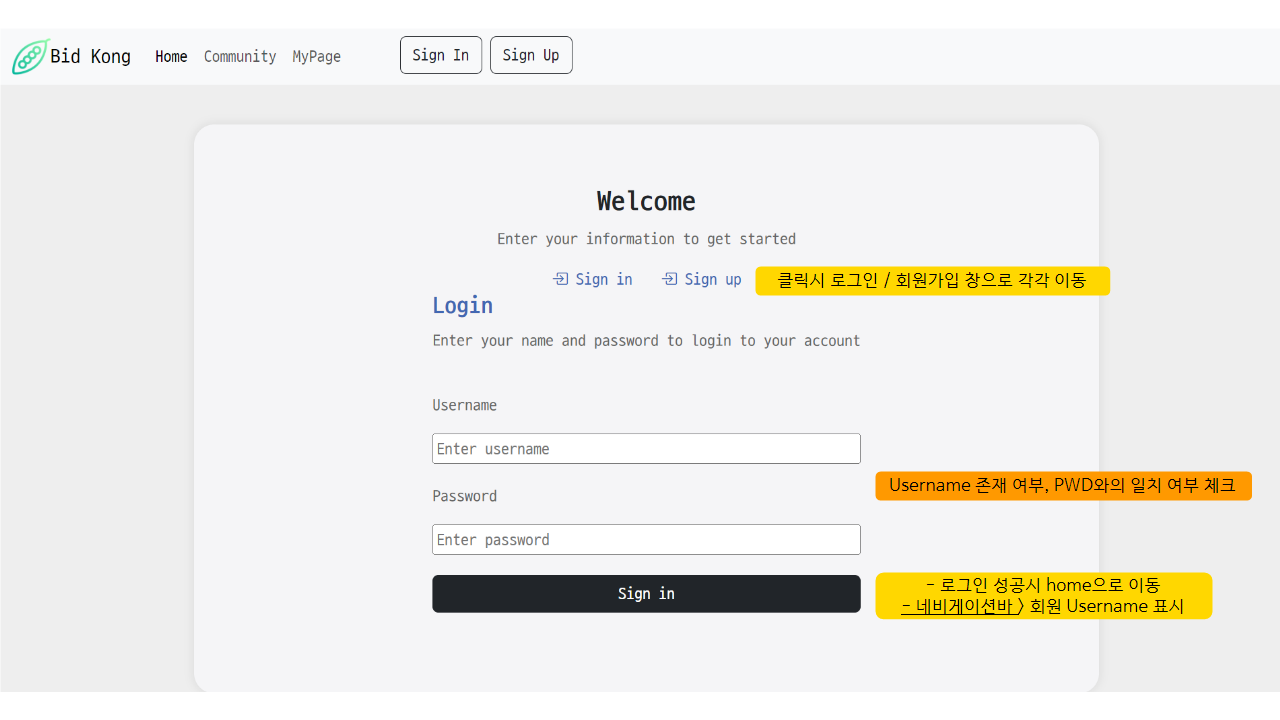 Bid Kong Home Community MyPage Sign In Sign Up
Welcome
Enter your information to get started
Sign in Sign up 클릭시 로그인 / 회원가입 창으로 각각 이동
Login
Enter your name and password to login to your account
Username
Enter username
Username 존재 여부, PWD와의 일치 여부 체크
Password
Enter password
Sign in
- 로그인 성공시 home으로 이동
- 네비게이션바 > 회원 Username 표시